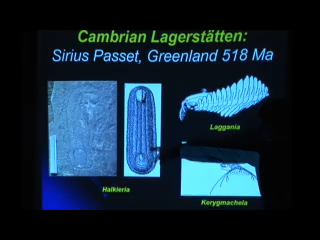 Cambrian Lagerstätten:
Sirius Passet, Greenland 518 Ma
Laggania
Halkieria
Kerygmachela